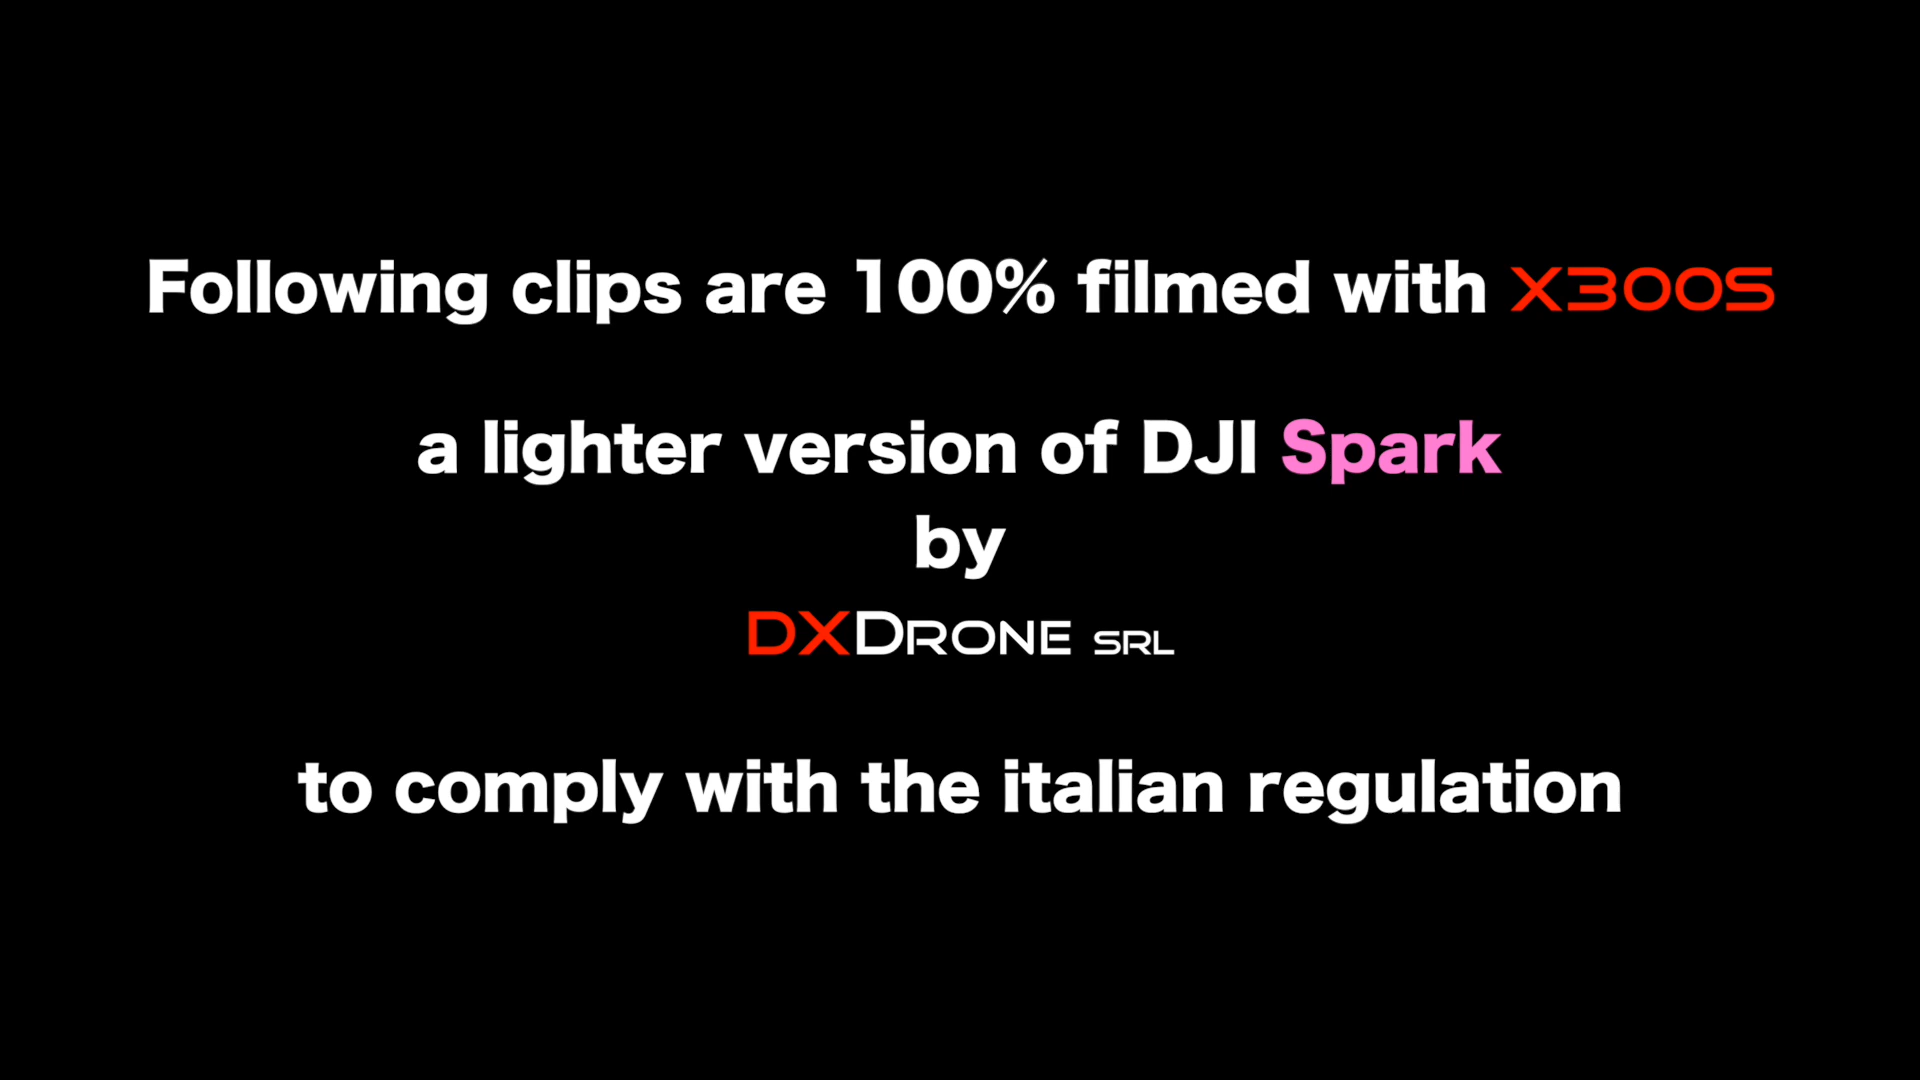 Following clips are 100% filmed with X300S
a lighter version of DJI Spark
by
DXDRONE SRL
to comply with the italian regulation